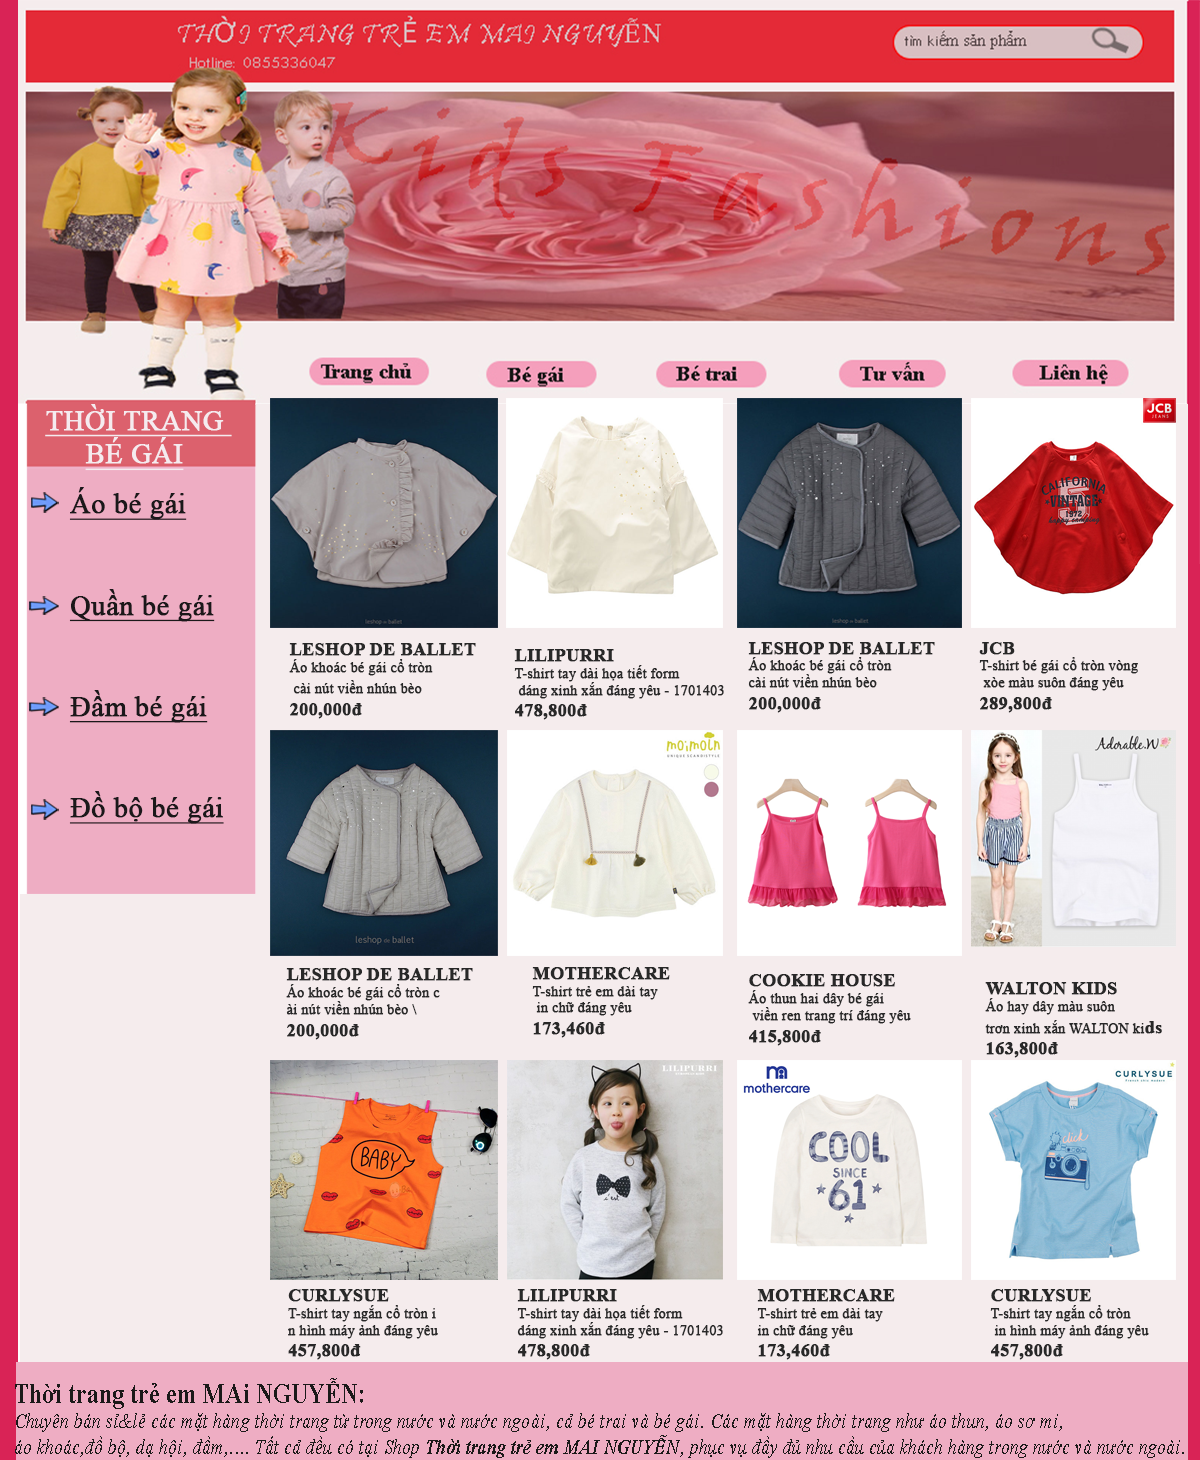 THỜI TRANG TRẺ EM MAI NGUYỄN
Hotline: 0855336047
tìm kiếm sản phẩm
Kids Fashions
Trang chủ
Bé gái
Bé trai
Tư vấn
Liên hệ
THỜI TRANG
BÉ GÁI
Áo bé gái
Quần bé gái
Đầm bé gái
Đồ bộ bé gái
leshop de ballet
LESHOP DE BALLET
Áo khoác bé gái cổ tròn
cài nút viền nhún bèo
200,000đ
LILIPURRI
T-shirt tay dài họa tiết form
dáng xinh xắn đáng yêu - 1701403
478,800đ
leshop de ballet
LESHOP DE BALLET
Áo khoác bé gái cổ tròn
cài nút viền nhún bèo
200,000đ
JCB
JEANS
CALIFORNIA
VINTAGE
1972
JCB
T-shirt bé gái cổ tròn vòng
xòe màu suôn đáng yêu
289,800đ
leshop de ballet
LESHOP DE BALLET
Áo khoác bé gái cổ tròn c
ài nút viền nhún bèo \
200,000đ
moimoln
UNIQUE SCANDISTYLE
MOTHERCARE
T-shirt trẻ em dài tay
in chữ đáng yêu
173,460đ
COOKIE HOUSE
Áo thun hai dây bé gái
viền ren trang trí đáng yêu
415,800đ
Adorable.W
WALTON KIDS
Áo hay dây màu suôn
trơn xinh xắn WALTON kids
163,800đ
BABY
CURLYSUE
T-shirt tay ngắn cổ tròn i
n hình máy ảnh đáng yêu
457,800đ
LILIPURRI
LILIPURRI
T-shirt tay dài họa tiết form
dáng xinh xắn đáng yêu - 1701403
478,800đ
mothercare
COOL
SINCE
61
MOTHERCARE
T-shirt trẻ em dài tay
in chữ đáng yêu
173,460đ
CURLYSUE
click
CURLYSUE
T-shirt tay ngắn cổ tròn
in hình máy ảnh đáng yêu
457,800đ
Thời trang trẻ em MAi NGUYỄN:
Chuyên bán sỉ&lẻ các mặt hàng thời trang từ trong nước và nước ngoài, cả bé trai và bé gái. Các mặt hàng thời trang như áo thun, áo sơ mi,
áo khoác,đồ bộ, dạ hội, đầm,.... Tất cả đều có tại Shop Thời trang trẻ em MAI NGUYỄN, phục vụ đầy đủ nhu cầu của khách hàng trong nước và nước ngoài.